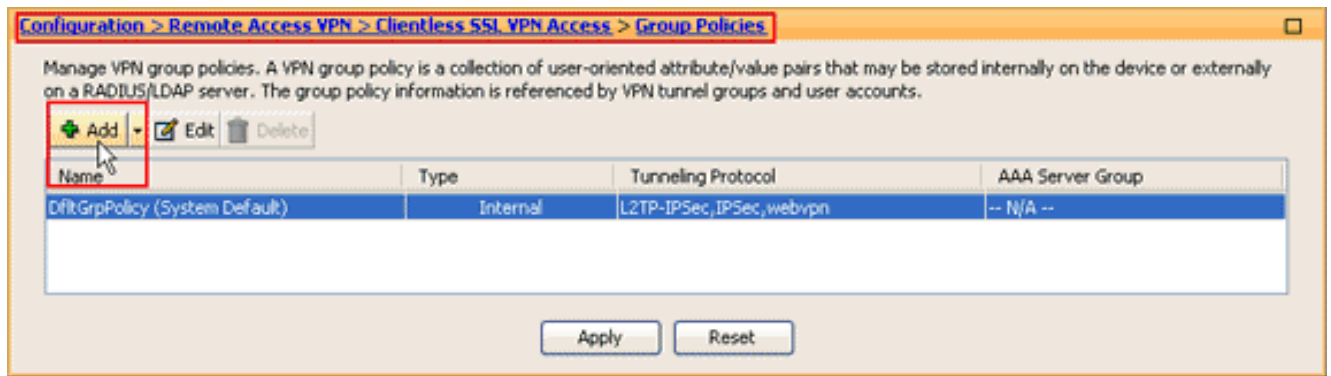 Configuration > Remote Access VPN > Clientless SSL VPN Access > Group Policies
Manage VPN group policies. A VPN group policy is a collection of user-oriented attribute/value pairs that may be stored internally on the device or externally
on a RADIUS/LDAP server. The group policy information is referenced by VPN tunnel groups and user accounts.
Add Edit Delete
Name Type Tunneling Protocol AAA Server Group
DfltGrpPolicy (System Default) Internal L2TP-IPSec,IPSec,webvpn -- N/A --
Apply Reset